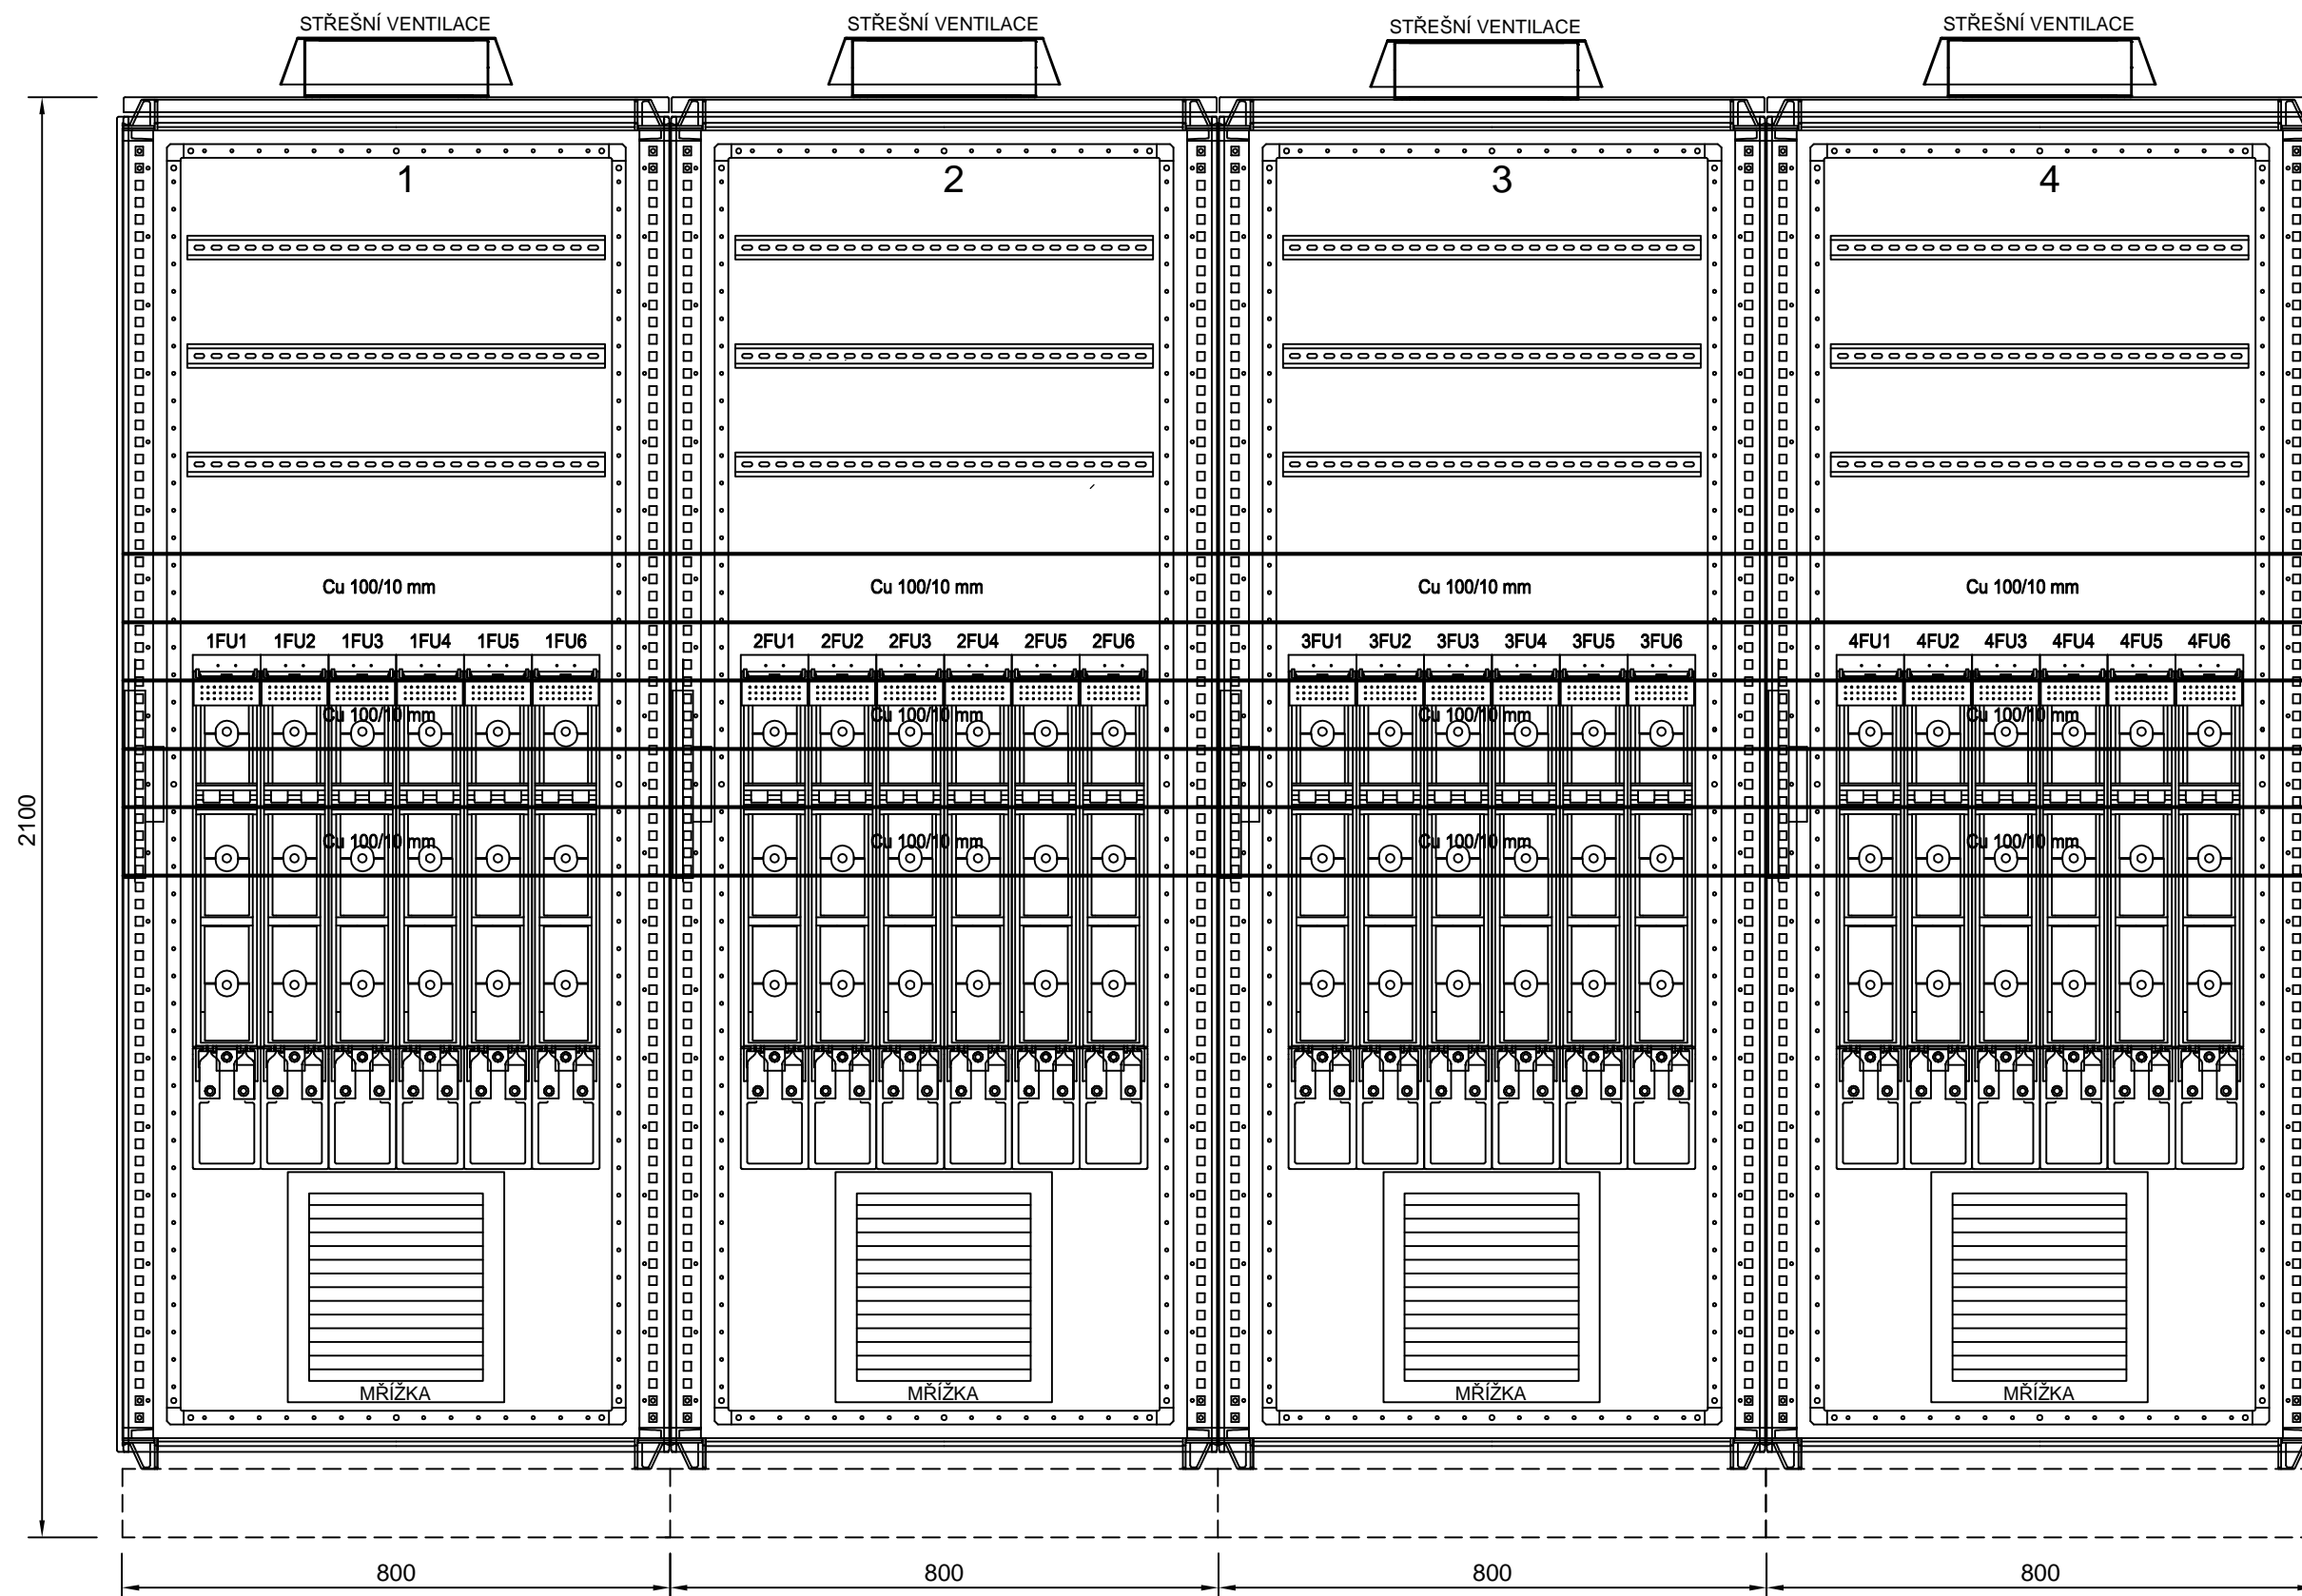 STŘEŠNÍ VENTILACE STŘEŠNÍ VENTILACE STŘEŠNÍ VENTILACE STŘEŠNÍ VENTILACE
1 2 3 4
Cu 100/10 mm Cu 100/10 mm Cu 100/10 mm Cu 100/10 mm
1FU1 1FU2 1FU3 1FU4 1FU5 1FU6 2FU1 2FU2 2FU3 2FU4 2FU5 2FU6 3FU1 3FU2 3FU3 3FU4 3FU5 3FU6 4FU1 4FU2 4FU3 4FU4 4FU5 4FU6
Cu 100/10 mm Cu 100/10 mm Cu 100/10 mm Cu 100/10 mm
2100
Cu 100/10 mm Cu 100/10 mm Cu 100/10 mm Cu 100/10 mm
MŘÍŽKA MŘÍŽKA MŘÍŽKA MŘÍŽKA
800 800 800 800